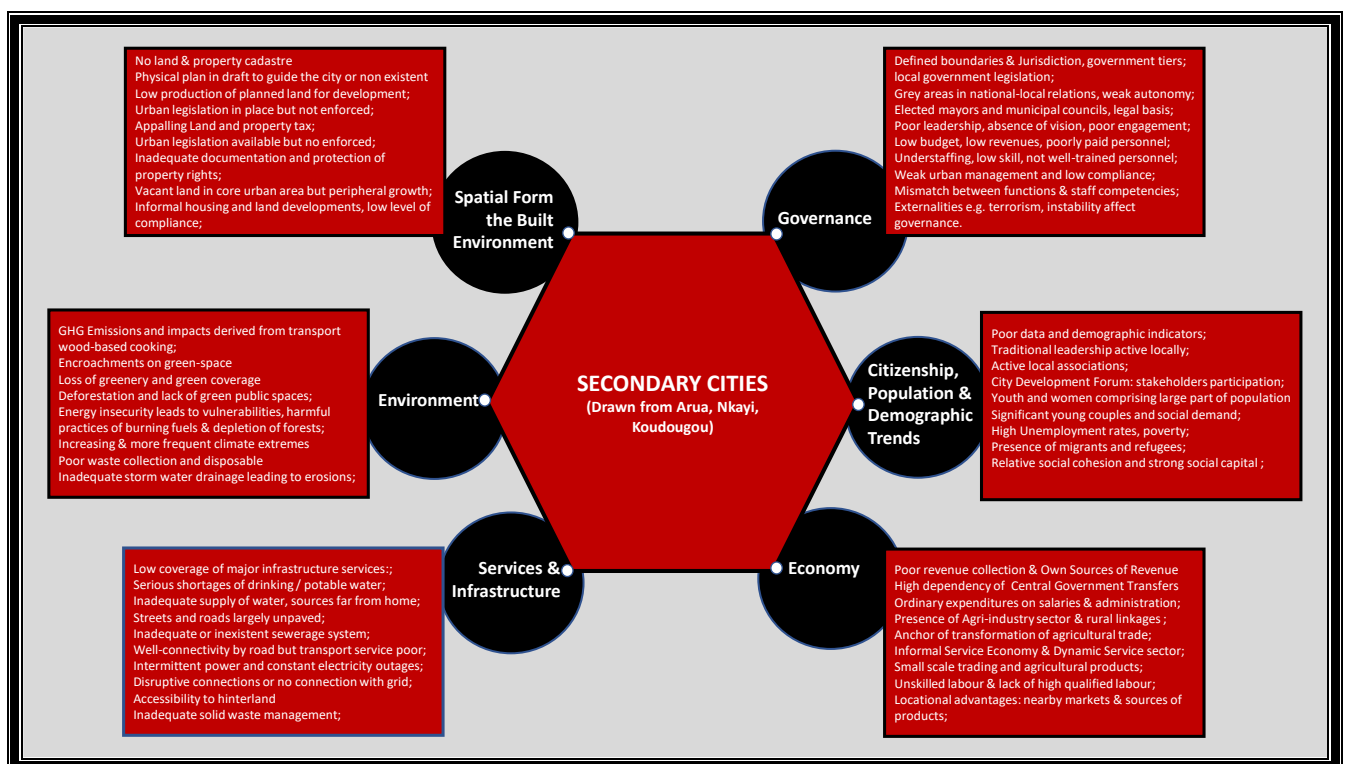 No land & property cadastre
Physical plan in draft to guide the city or non existent
Low production of planned land for development;
Urban legislation in place but not enforced;
Appalling Land and property tax;
Urban legislation available but no enforced;
Inadequate documentation and protection of
property rights;
Vacant land in core urban area but peripheral growth;
Informal housing and land developments, low level of
compliance;
Spatial Form
the Built
Environment
Defined boundaries & Jurisdiction, government tiers;
local government legislation;
Grey areas in national-local relations, weak autonomy;
Elected mayors and municipal councils, legal basis;
Poor leadership, absence of vision, poor engagement;
Low budget, low revenues, poorly paid personnel;
Understaffing, low skill, not well-trained personnel;
Weak urban management and low compliance;
Mismatch between functions & staff competencies;
Externalities e.g. terrorism, instability affect
governance.
Governance
GHG Emissions and impacts derived from transport
wood-based cooking;
Encroachments on green-space
Loss of greenery and green coverage
Deforestation and lack of green public spaces;
Energy insecurity leads to vulnerabilities, harmful
practices of burning fuels & depletion of forests;
Increasing & more frequent climate extremes
Poor waste collection and disposable
Inadequate storm water drainage leading to erosions;
Environment
SECONDARY CITIES
(Drawn from Arua, Nkayi,
Koudougou)
Citizenship,
Population &
Demographic
Trends
Poor data and demographic indicators;
Traditional leadership active locally;
Active local associations;
City Development Forum: stakeholders participation;
Youth and women comprising large part of population
Significant young couples and social demand;
High Unemployment rates, poverty;
Presence of migrants and refugees;
Relative social cohesion and strong social capital ;
Low coverage of major infrastructure services:;
Serious shortages of drinking / potable water;
Inadequate supply of water, sources far from home;
Streets and roads largely unpaved;
Inadequate or inexistent sewerage system;
Well-connectivity by road but transport service poor;
Intermittent power and constant electricity outages;
Disruptive connections or no connection with grid;
Accessibility to hinterland
Inadequate solid waste management;
Services &
Infrastructure
Economy
Poor revenue collection & Own Sources of Revenue
High dependency of Central Government Transfers
Ordinary expenditures on salaries & administration;
Presence of Agri-industry sector & rural linkages ;
Anchor of transformation of agricultural trade;
Informal Service Economy & Dynamic Service sector;
Small scale trading and agricultural products;
Unskilled labour & lack of high qualified labour;
Locational advantages: nearby markets & sources of
products;